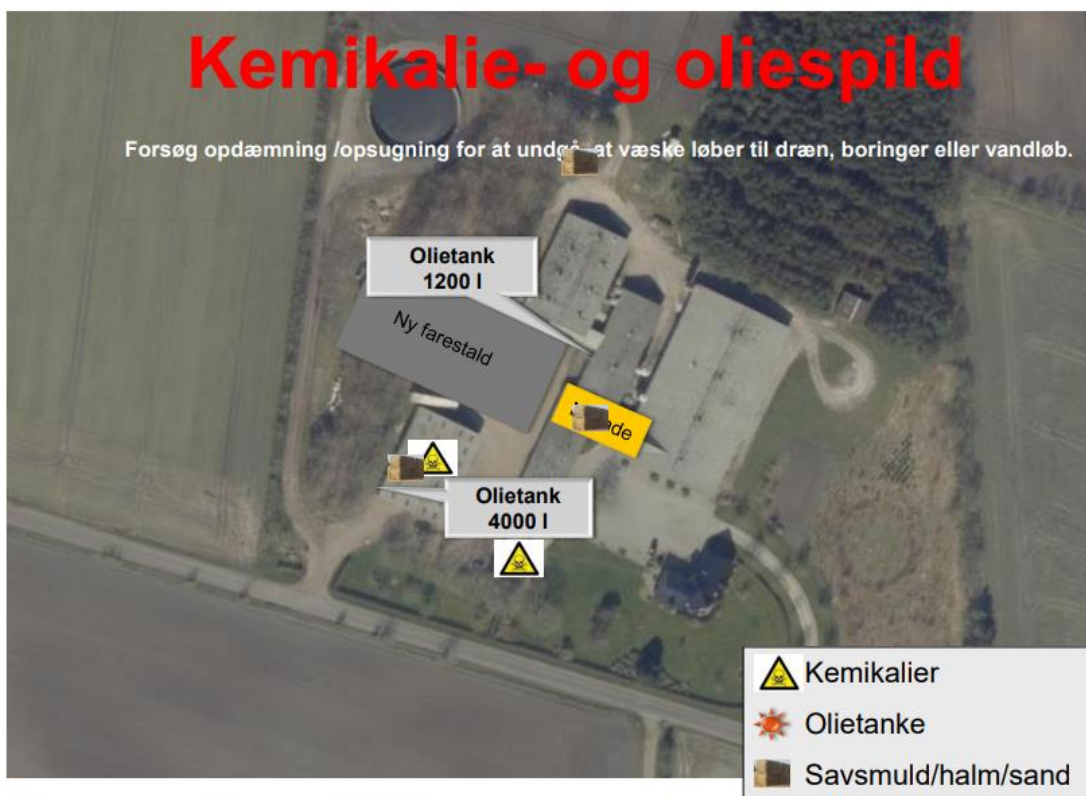 Kemikalie- og oliespild
Forsøg opdæmning /opsugning for at undgå at væske løber til dræn, boringer eller vandløb.
Olietank
1200 l
Ny farestald
Olietank
4000 l
Kemikalier
Olietanke
Savsmuld/halm/sand